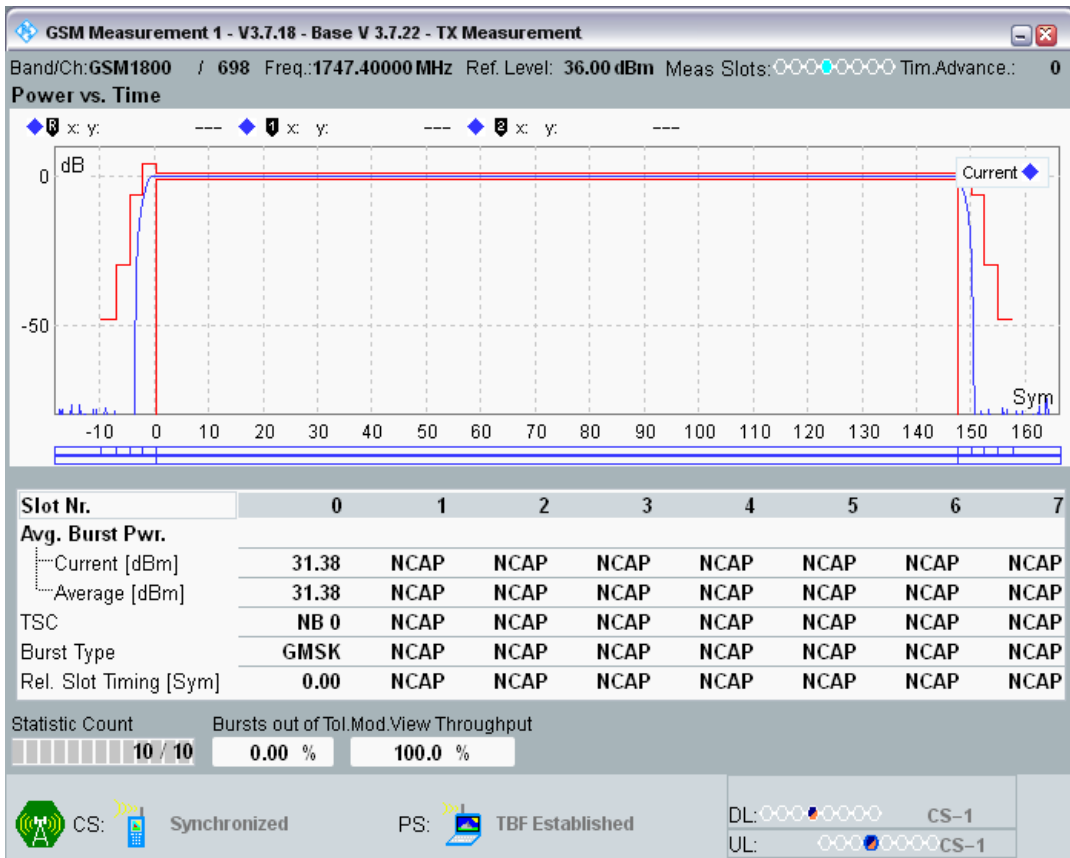 GSM Measurement 1 - V3.7.18 - Base V 3.7.22 - TX Measurement
Band/Ch:GSM1800 / 698 Freq.:1747.40000 MHz Ref. Level: 36.00 dBm Meas Slots: Tim.Advance.: 0
Power vs. Time
R x: y: --- 1 x: y: --- 2 x: y: ---
dB
Current
0
-50
Sym
-10 0 10 20 30 40 50 60 70 80 90 100 110 120 130 140 150 160
Slot Nr. 0 1 2 3 4 5 6 7
Avg. Burst Pwr.
Current [dBm] 31.38 NCAP NCAP NCAP NCAP NCAP NCAP NCAP
Average [dBm] 31.38 NCAP NCAP NCAP NCAP NCAP NCAP NCAP
TSC NB 0 NCAP NCAP NCAP NCAP NCAP NCAP NCAP
Burst Type GMSK NCAP NCAP NCAP NCAP NCAP NCAP NCAP
Rel. Slot Timing [Sym] 0.00 NCAP NCAP NCAP NCAP NCAP NCAP NCAP
Statistic Count Bursts out of Tol.Mod.View Throughput
10 / 10 0.00 % 100.0 %
CS: Synchronized PS: TBF Established
DL: CS-1
UL: CS-1